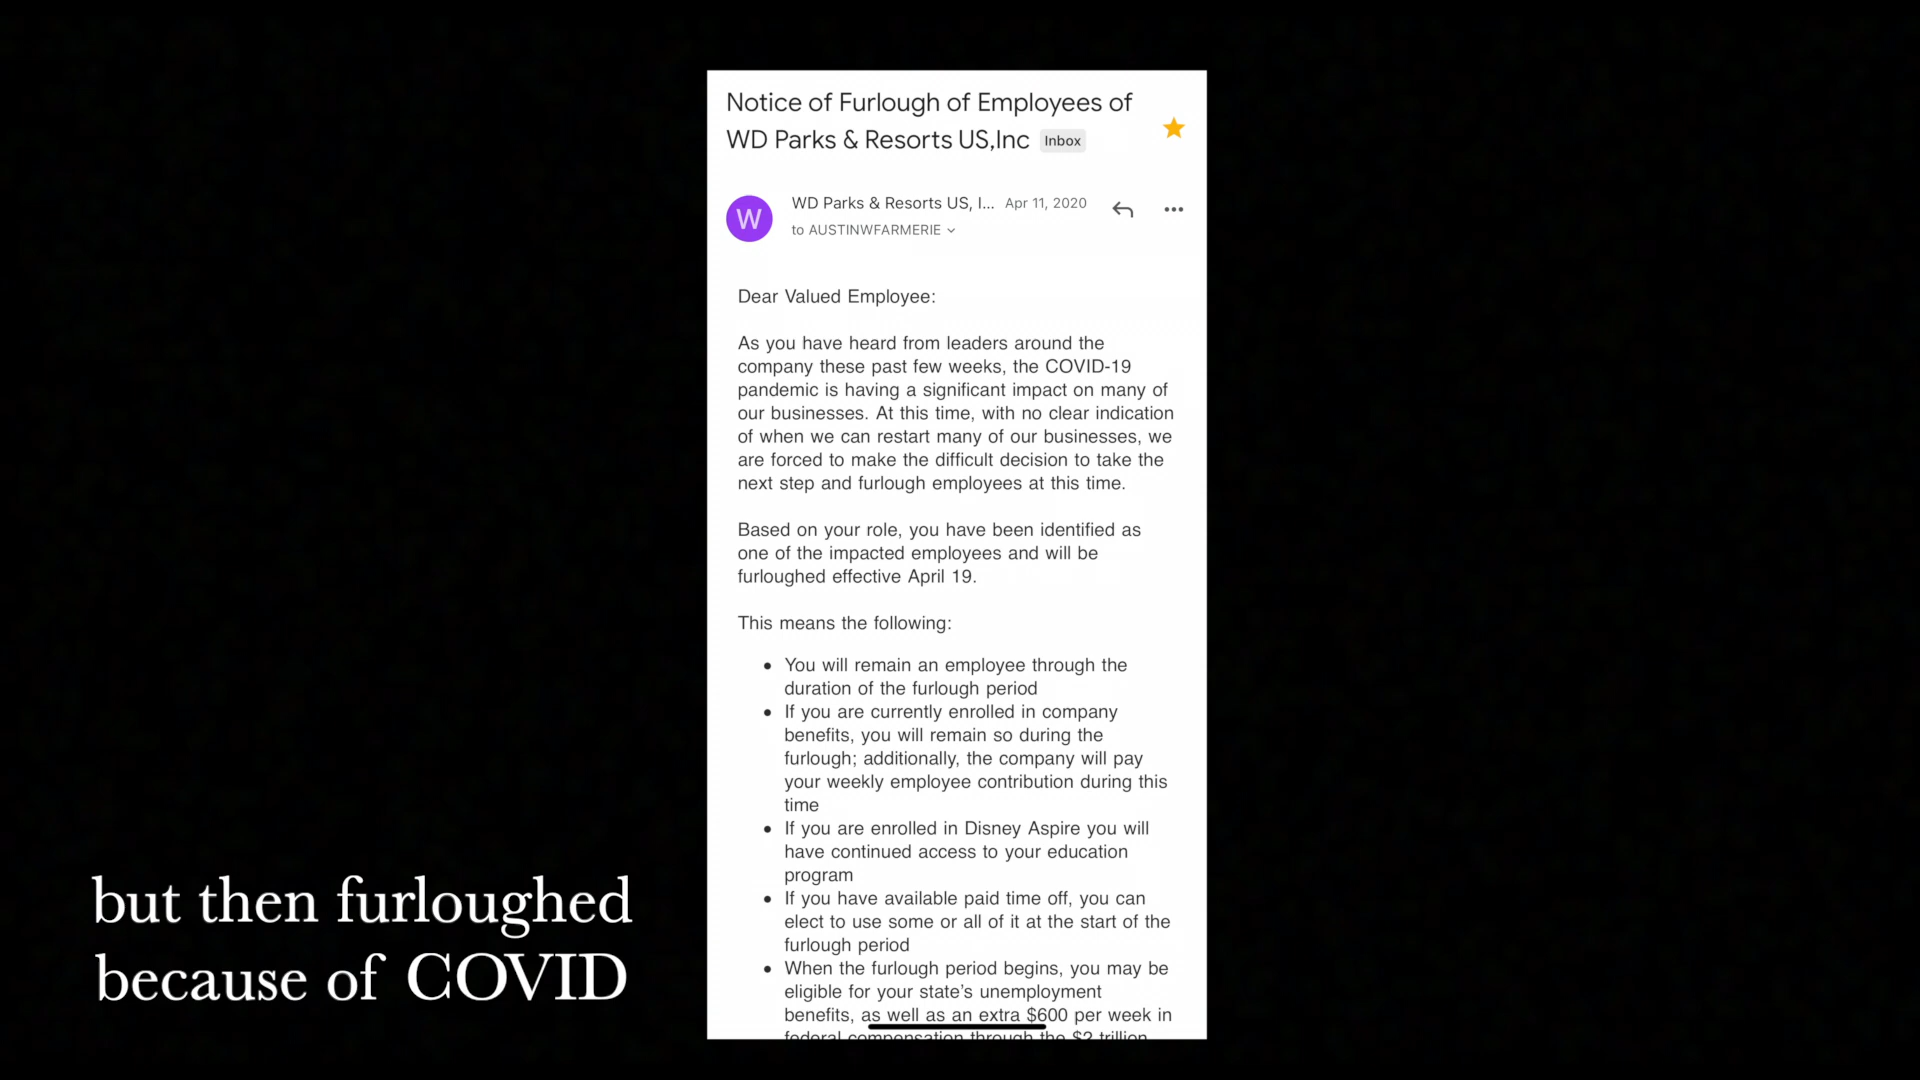 Notice of Furlough of Employees of
WD Parks & Resorts US,Inc Inbox
W
WD Parks & Resorts US, I... Apr 11, 2020
to AUSTINWFARMERIE
Dear Valued Employee:
As you have heard from leaders around the
company these past few weeks, the COVID-19
pandemic is having a significant impact on many of
our businesses. At this time, with no clear indication
of when we can restart many of our businesses, we
are forced to make the difficult decision to take the
next step and furlough employees at this time.
Based on your role, you have been identified as
one of the impacted employees and will be
furloughed effective April 19.
This means the following:
• You will remain an employee through the
duration of the furlough period
• If you are currently enrolled in company
benefits, you will remain so during the
furlough; additionally, the company will pay
your weekly employee contribution during this
time
• If you are enrolled in Disney Aspire you will
have continued access to your education
program
• If you have available paid time off, you can
elect to use some or all of it at the start of the
furlough period
• When the furlough period begins, you may be
eligible for your state's unemployment
benefits, as well as an extra $600 per week in
federal compensation through the $2 trillion
but then furloughed
because of COVID